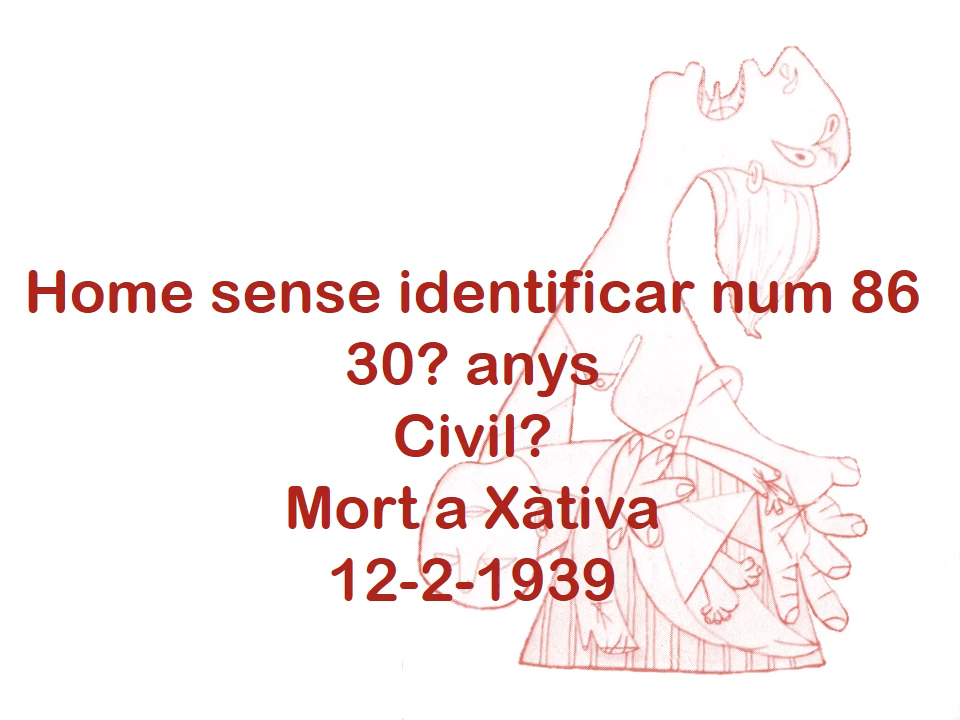 Home sense identificar num 86
30? anys
Civil?
Mort a Xàtiva
12-2-1939